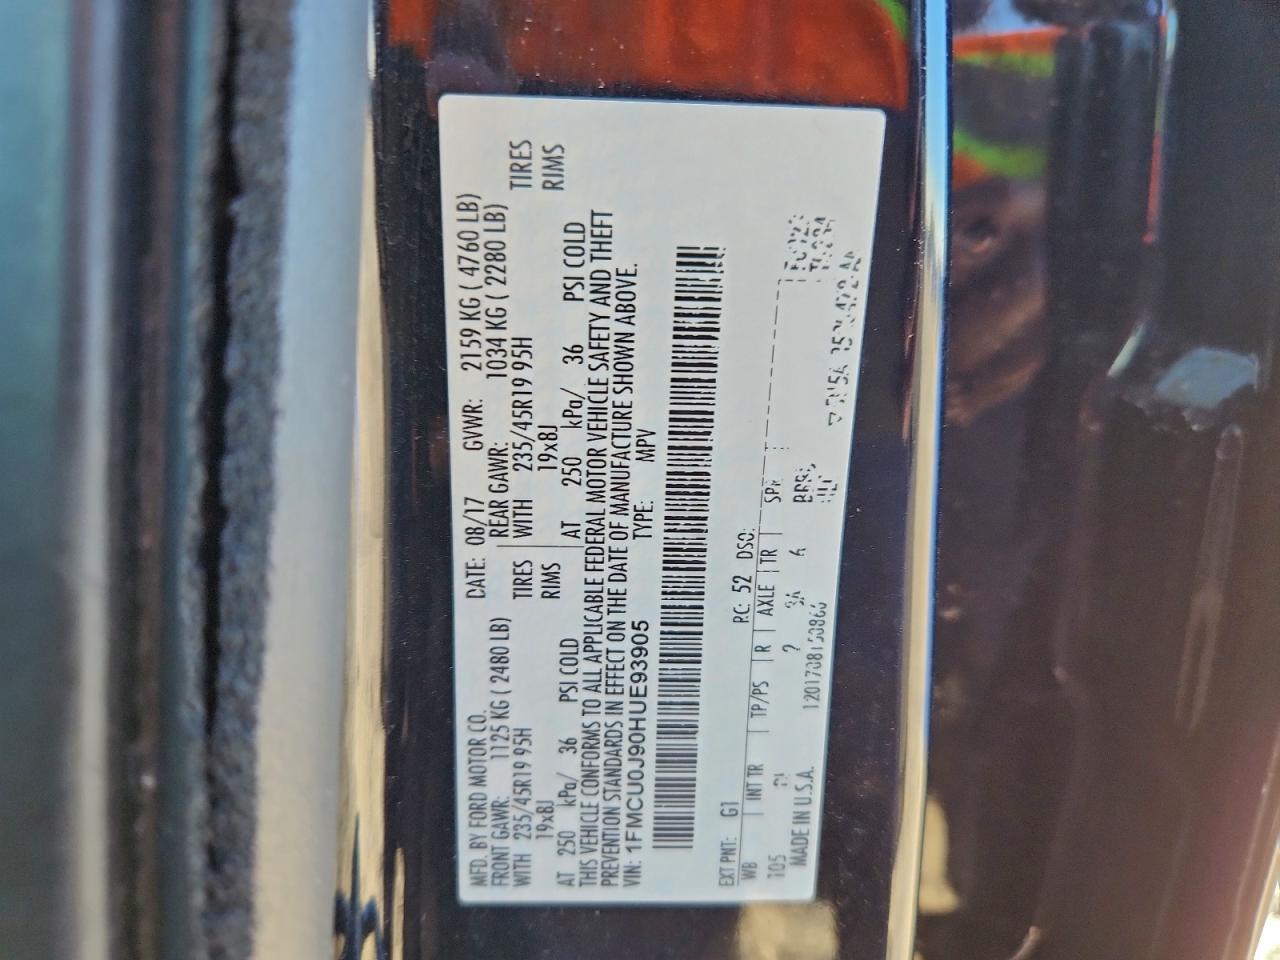 MFD. BY FORD MOTOR CO.
DATE: 08/17 GVWR: 2159 KG ( 4760 LB)
FRONT GAWR: 1125 KG ( 2480 LB) REAR GAWR: 1034 KG ( 2280 LB)
WITH 235/45R19 95H TIRES WITH 235/45R19 95H TIRES
19x8J RIMS 19x8J RIMS
AT 250 kPa/ 36 PSI COLD AT 250 kPa/ 36 PSI COLD
THIS VEHICLE CONFORMS TO ALL APPLICABLE FEDERAL MOTOR VEHICLE SAFETY AND THEFT
PREVENTION STANDARDS IN EFFECT ON THE DATE OF MANUFACTURE SHOWN ABOVE.
VIN: 1FMCU0J90HUE93905 TYPE: MPV
EXT PNT: G1 RC: 52 DSO:
WB INT TR TP/PS R AXLE TR SPR
105
MADE IN U.S.A.